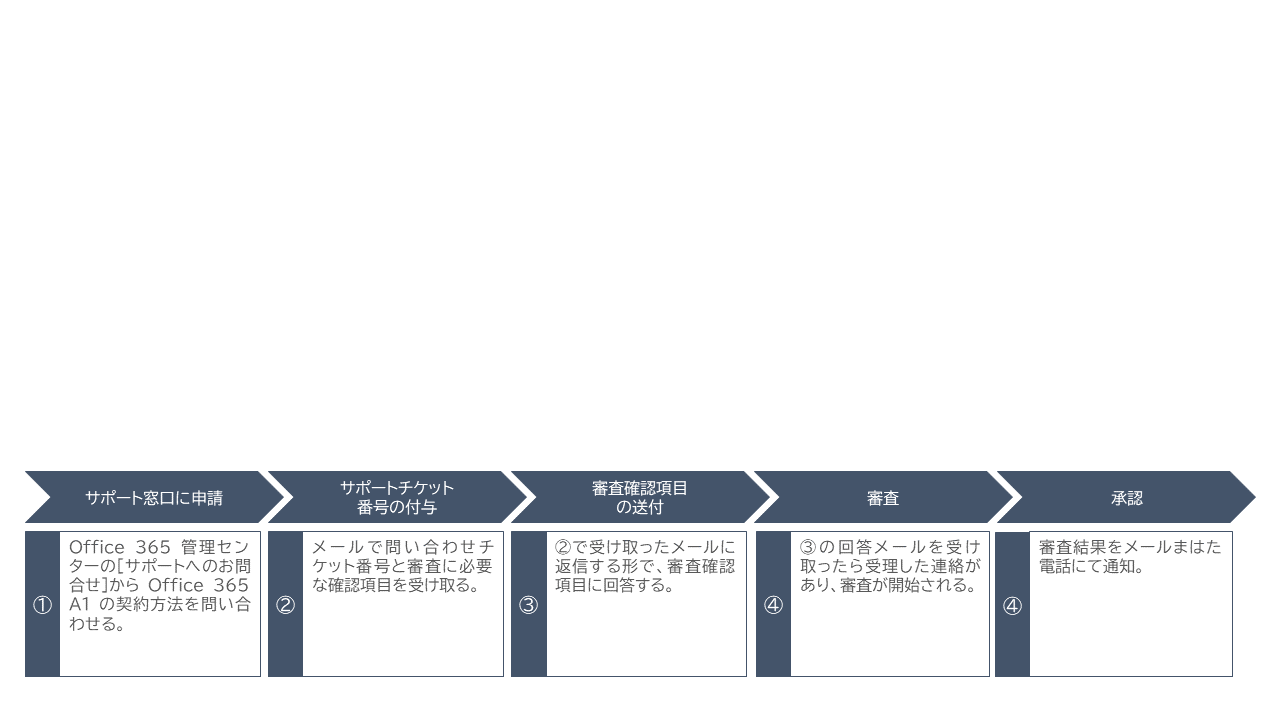 サポート窓口に申請
サポートチケット
番号の付与
審査確認項目
の送付
審査
承認
①
Office 365 管理セン
ターの[サポートへのお問
合せ]から Office 365
A1 の契約方法を問い合
わせる。
②
メールで問い合わせチ
ケット番号と審査に必要
な確認項目を受け取る。
③
②で受け取ったメールに
返信する形で、審査確認
項目に回答する。
④
③の回答メールを受け
取ったら受理した連絡が
あり、審査が開始される。
④
審査結果をメールまはた
電話にて通知。